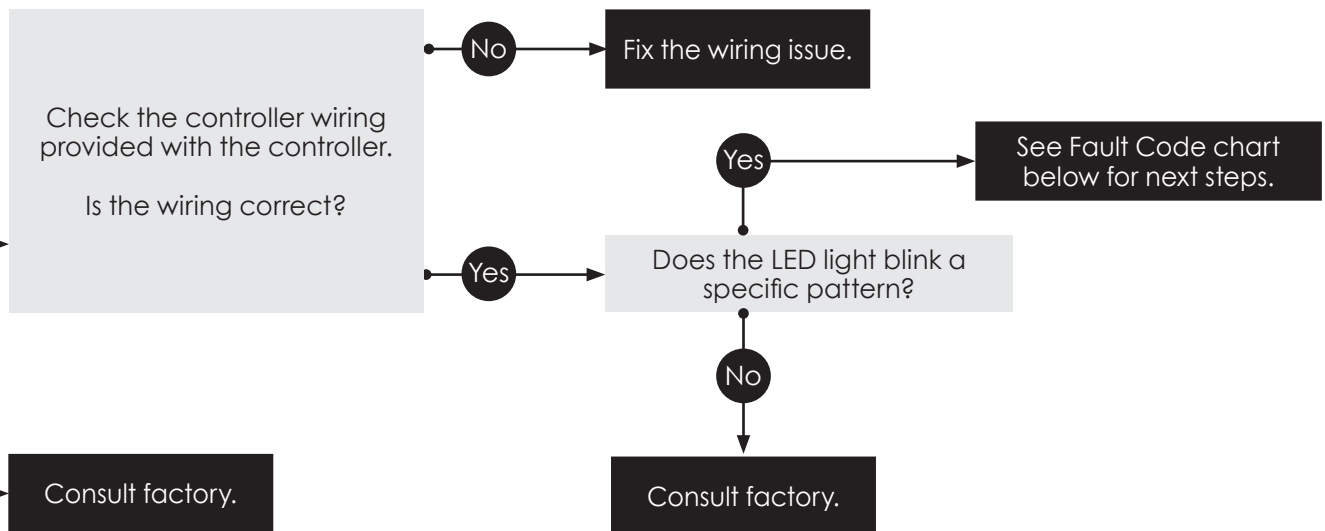 No
Fix the wiring issue.
Check the controller wiring
provided with the controller.
Is the wiring correct?
Yes
See Fault Code chart
below for next steps.
Yes
Does the LED light blink a
specific pattern?
No
Consult factory.
Consult factory.